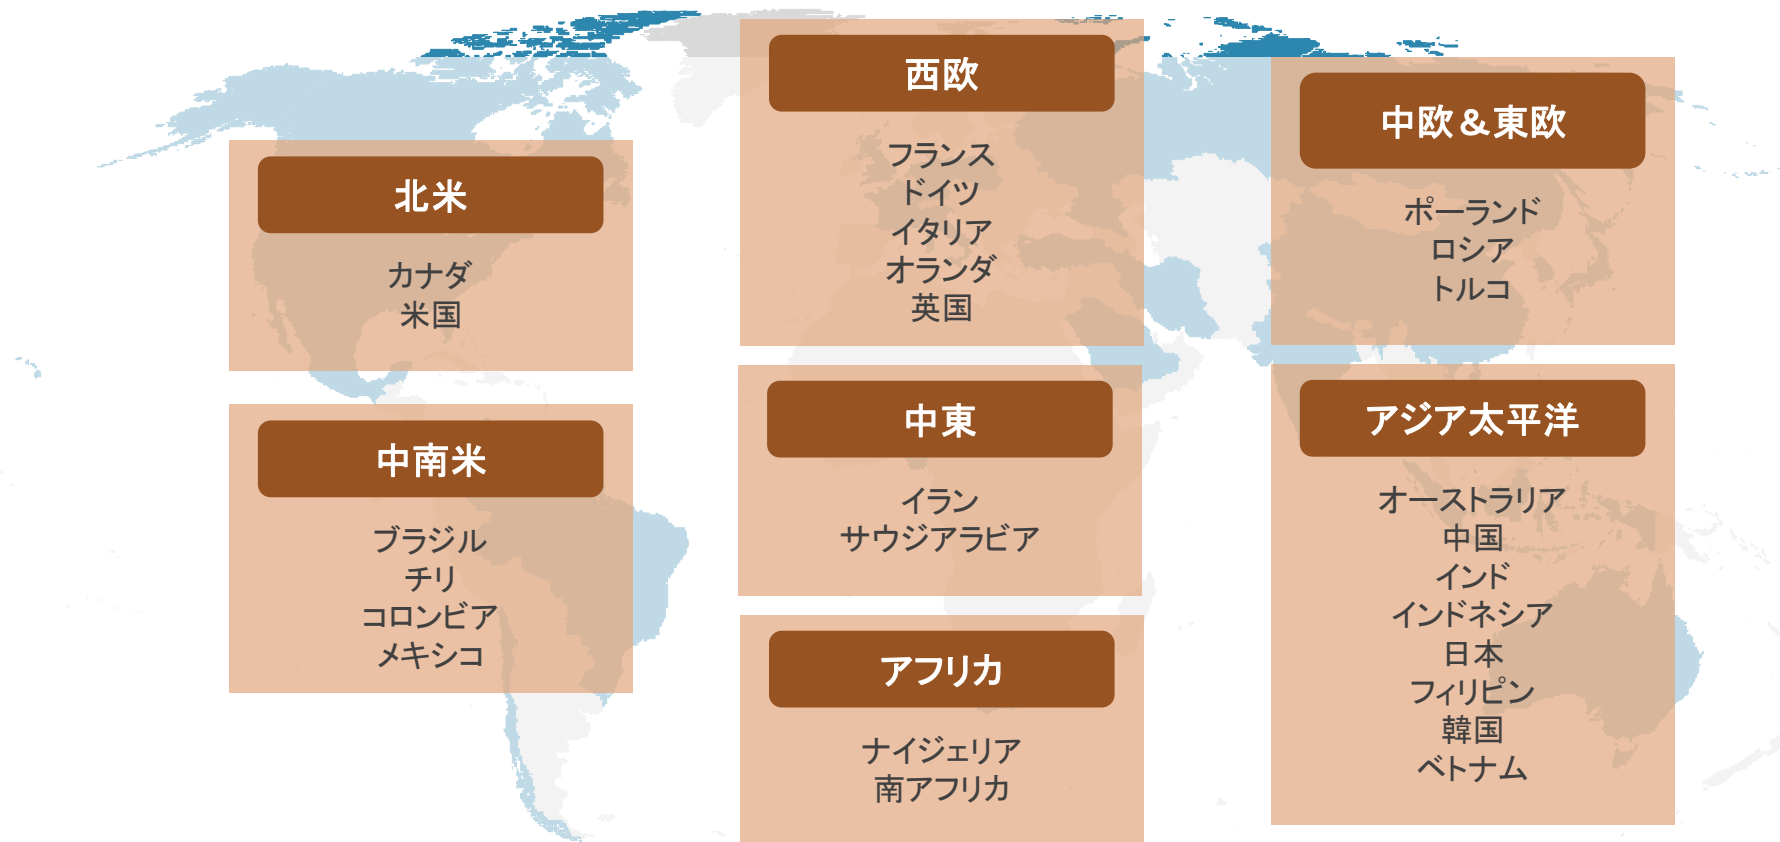 北米
カナダ
米国
中南米
ブラジル
チリ
コロンビア
メキシコ
西欧
フランス
ドイツ
イタリア
オランダ
英国
中東
イラン
サウジアラビア
アフリカ
ナイジェリア
南アフリカ
中欧＆東欧
ポーランド
ロシア
トルコ
アジア太平洋
オーストラリア
中国
インド
インドネシア
日本
フィリピン
韓国
ベトナム